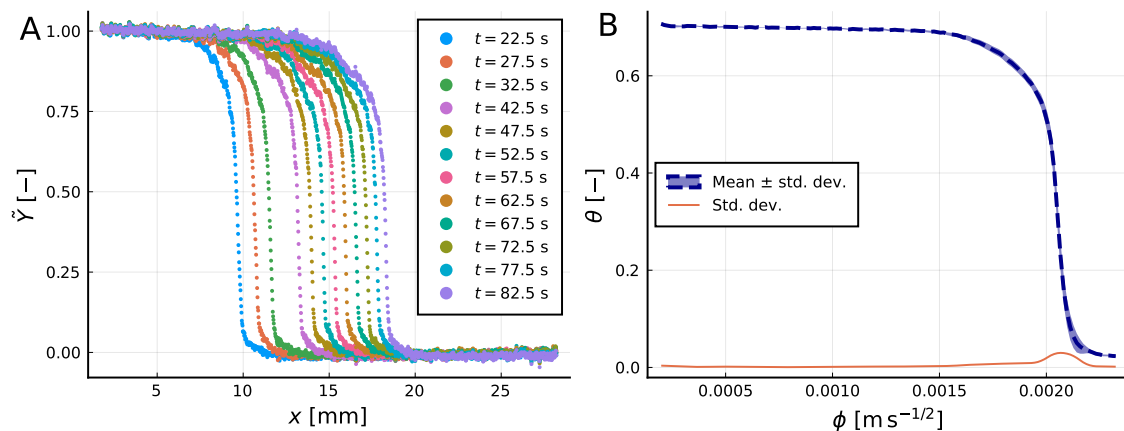 A
1.00
0.75
0.50
0.25
0.00
Ỹ [−]
5
10
15
20
25
x [mm]
t = 22.5 s
t = 27.5 s
t = 32.5 s
t = 42.5 s
t = 47.5 s
t = 52.5 s
t = 57.5 s
t = 62.5 s
t = 67.5 s
t = 72.5 s
t = 77.5 s
t = 82.5 s
B
0.6
0.4
0.2
0.0
θ [−]
Mean ± std. dev.
Std. dev.
0.0005
0.0010
0.0015
0.0020
ϕ [m s⁻¹ᐟ²]